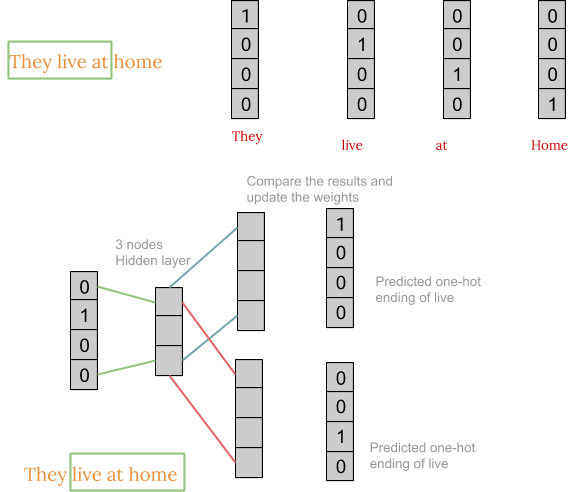 1 0 0 0
0 1 0 0
0 0 1 0
0 0 0 1
They live at home
They live at Home
Compare the results and
update the weights
3 nodes
Hidden layer
0
1
0
0
1
0
0
0
Predicted one-hot
ending of live
0
0
1
0
Predicted one-hot
ending of live
They live at home